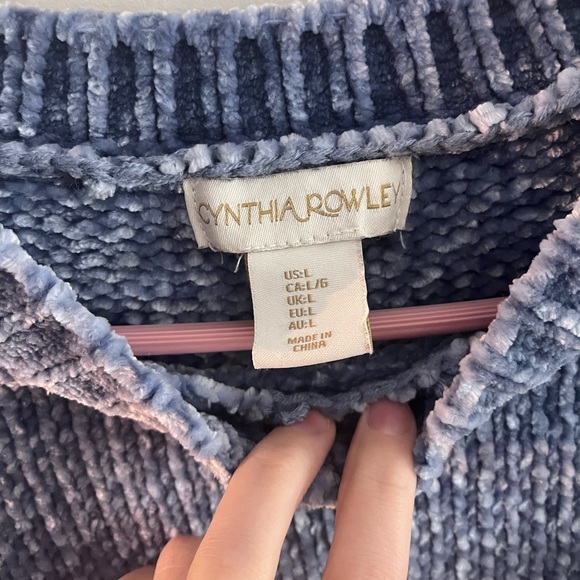 CYNTHIA ROWLEY
US:L
CA:L/G
UK:L
EU:L
AU:L
MADE IN
CHINA